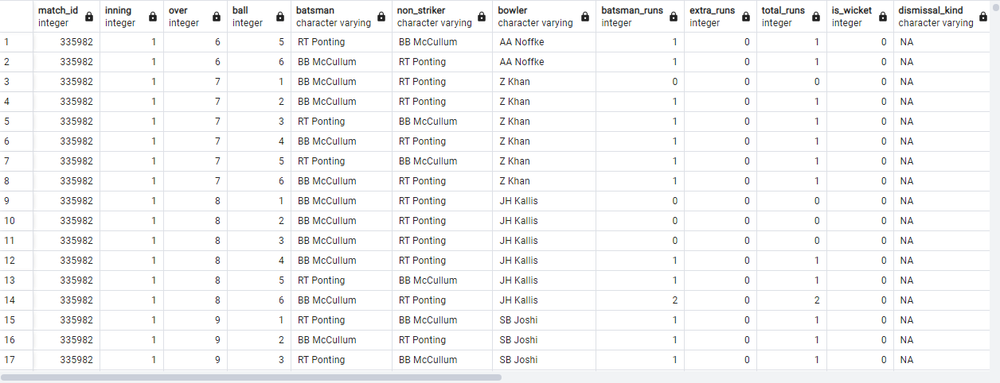 match_id inning over ball batsman non_striker bowler batsman_runs extra_runs total_runs is_wicket dismissal_kind
integer integer integer integer character varying character varying character varying integer integer integer integer character varying
1 335982 1 6 5 RT Ponting BB McCullum AA Noffke 1 0 1 0 NA
2 335982 1 6 6 BB McCullum RT Ponting AA Noffke 1 0 1 0 NA
3 335982 1 7 1 BB McCullum RT Ponting Z Khan 0 0 0 0 NA
4 335982 1 7 2 BB McCullum RT Ponting Z Khan 1 0 1 0 NA
5 335982 1 7 3 RT Ponting BB McCullum Z Khan 1 0 1 0 NA
6 335982 1 7 4 BB McCullum RT Ponting Z Khan 1 0 1 0 NA
7 335982 1 7 5 RT Ponting BB McCullum Z Khan 1 0 1 0 NA
8 335982 1 7 6 BB McCullum RT Ponting Z Khan 1 0 1 0 NA
9 335982 1 8 1 BB McCullum RT Ponting JH Kallis 0 0 0 0 NA
10 335982 1 8 2 BB McCullum RT Ponting JH Kallis 0 0 0 0 NA
11 335982 1 8 3 BB McCullum RT Ponting JH Kallis 0 0 0 0 NA
12 335982 1 8 4 BB McCullum RT Ponting JH Kallis 1 0 1 0 NA
13 335982 1 8 5 RT Ponting BB McCullum JH Kallis 1 0 1 0 NA
14 335982 1 8 6 BB McCullum RT Ponting JH Kallis 2 0 2 0 NA
15 335982 1 9 1 RT Ponting BB McCullum SB Joshi 1 0 1 0 NA
16 335982 1 9 2 BB McCullum RT Ponting SB Joshi 1 0 1 0 NA
17 335982 1 9 3 RT Ponting BB McCullum SB Joshi 1 0 1 0 NA